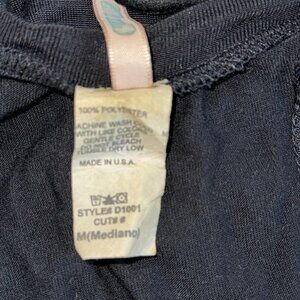 100% POLYESTER
MACHINE WASH COLD
WITH LIKE COLORS
GENTLE CYCLE
DO NOT BLEACH
TUMBLE DRY LOW
MADE IN U.S.A.
STYLE# D1001
CUT# #
M(Mediano)